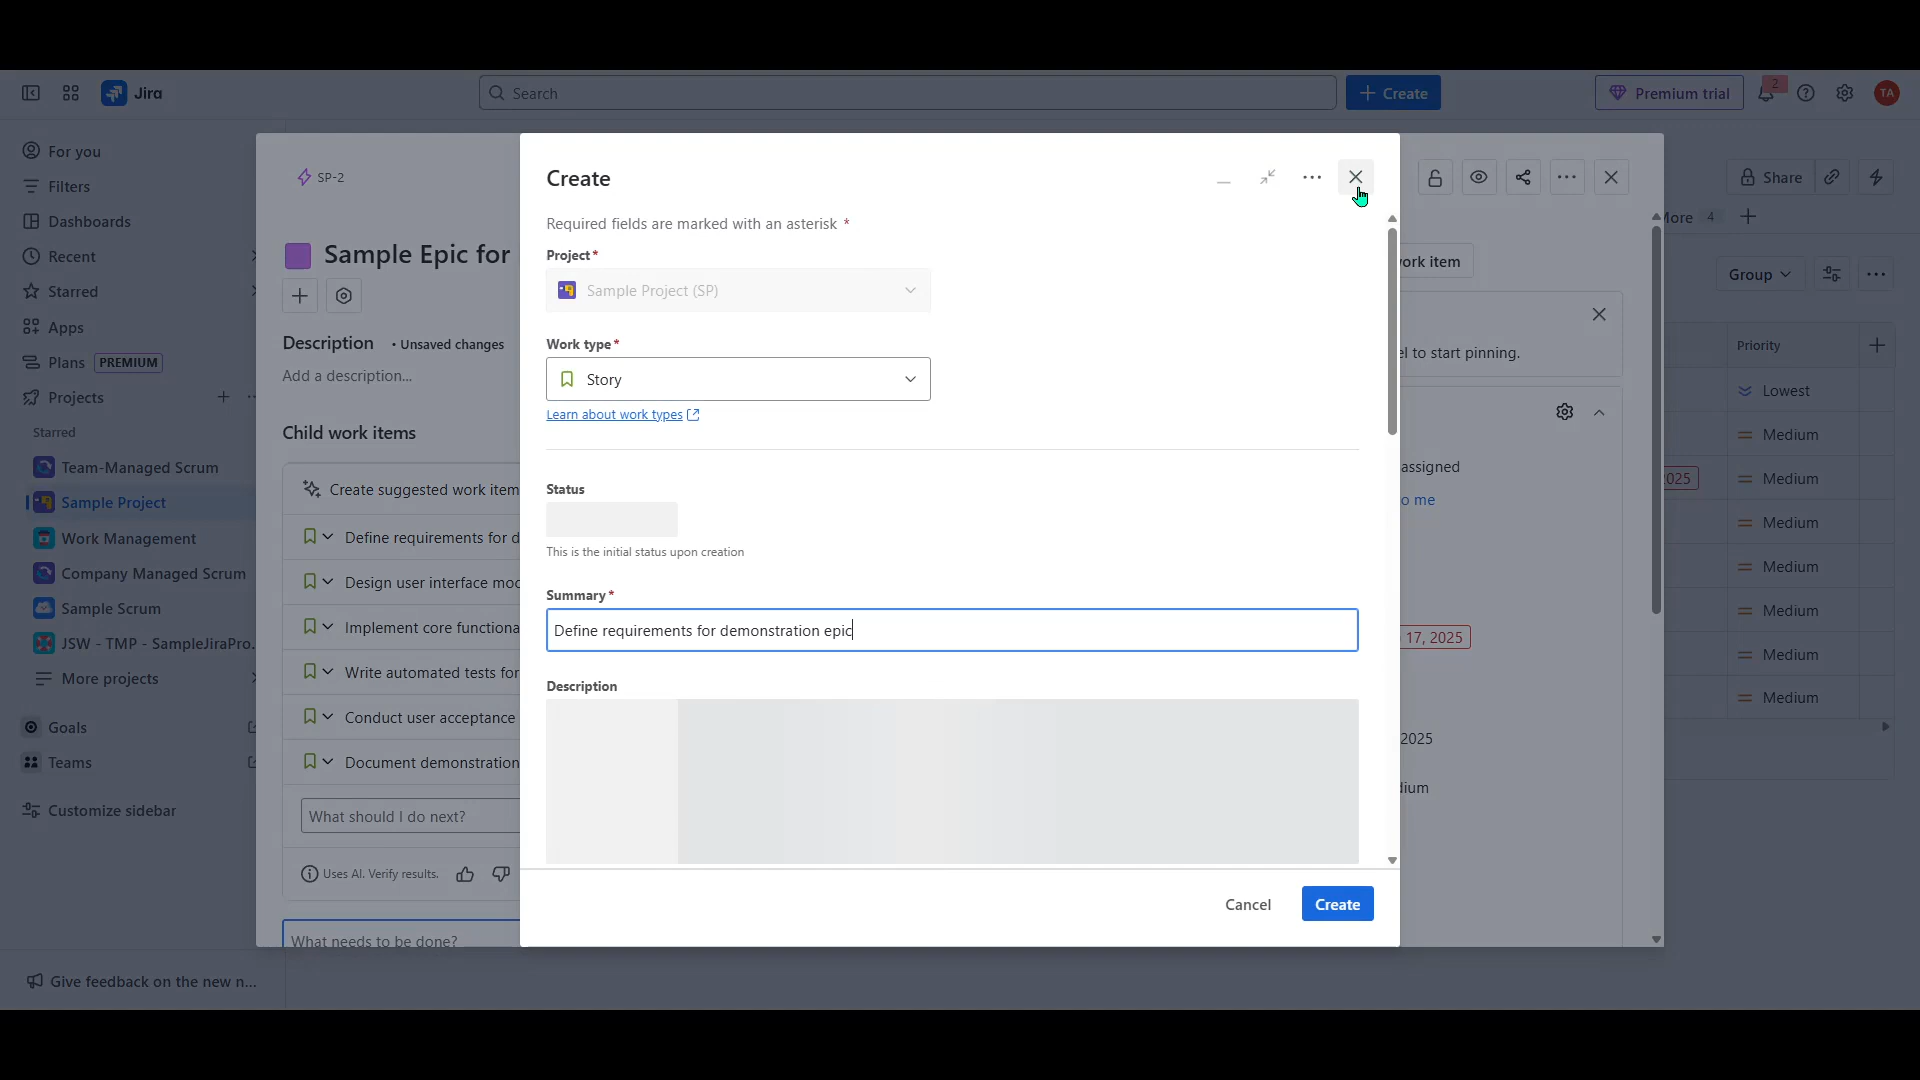 Jira
Search
Create
Premium trial
2
TA
For you
Filters
Dashboards
Recent
Starred
Apps
Plans PREMIUM
Projects
Starred
Team-Managed Scrum
Sample Project
Work Management
Company Managed Scrum
Sample Scrum
JSW - TMP - SampleJiraPro...
More projects
Goals
Teams
Customize sidebar
Give feedback on the new n...
SP-2
Sample Epic for
Description • Unsaved changes
Add a description...
Child work items
Create suggested work item
Define requirements for d
Design user interface moc
Implement core functiona
Write automated tests for
Conduct user acceptance
Document demonstration
What should I do next?
Uses AI. Verify results.
What needs to be done?
Create
Required fields are marked with an asterisk *
Project*
Sample Project (SP)
Work type*
Story
Learn about work types
Status
This is the initial status upon creation
Summary*
Define requirements for demonstration epic
Description
Cancel
Create
ork item
el to start pinning.
assigned
o me
17, 2025
2025
dium
Share
ore 4
Group
Priority
Lowest
Medium
Medium
025
Medium
Medium
Medium
Medium
Medium
Medium